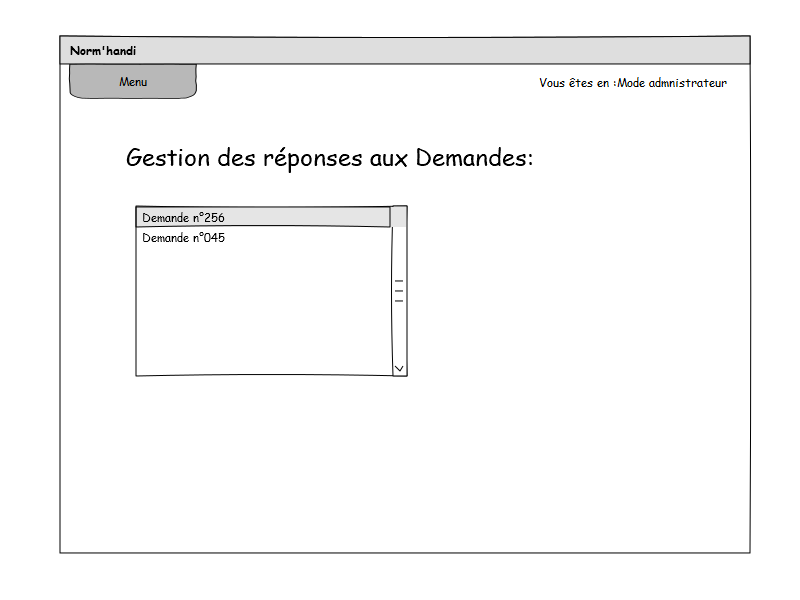 Norm'handi
Menu
Vous êtes en :Mode admnistrateur
Gestion des réponses aux Demandes:
Demande n°256
Demande n°045